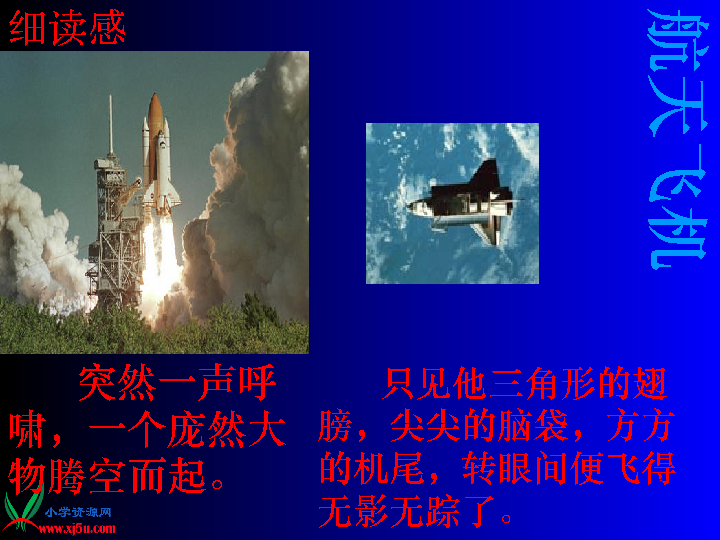 细读感
航天飞机
突然一声呼
啸，一个庞然大
物腾空而起。
只见他三角形的翅
膀，尖尖的脑袋，方方
的机尾，转眼间便飞得
无影无踪了。
小学资源网
www.xj5u.com